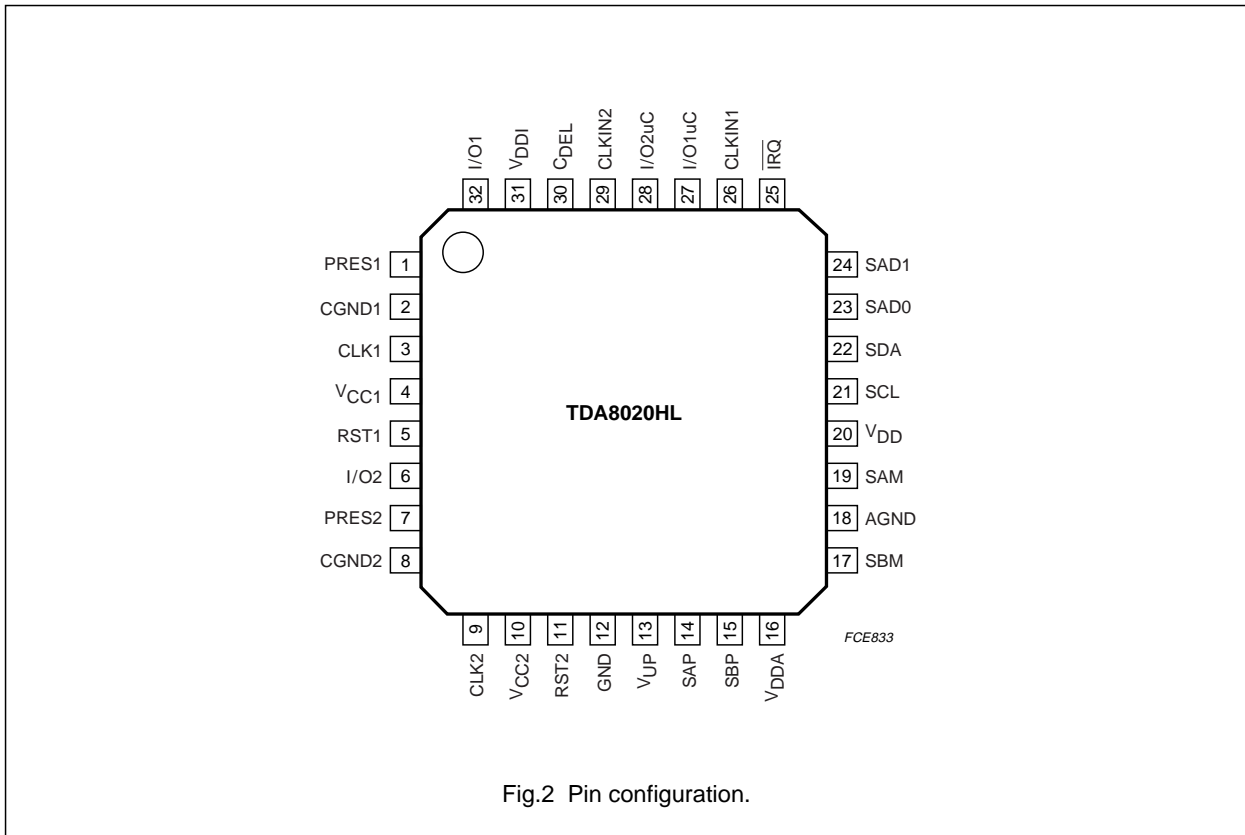 I/O1
VDDI
CDEL
CLKIN2
I/O2uC
I/O1uC
CLKIN1
IRQ
32
31
30
29
28
27
26
25
PRES1 1
CGND1 2
CLK1 3
VCC1 4
RST1 5
I/O2 6
PRES2 7
CGND2 8
TDA8020HL
24 SAD1
23 SAD0
22 SDA
21 SCL
20 VDD
19 SAM
18 AGND
17 SBM
9
10
11
12
13
14
15
16
CLK2
VCC2
RST2
GND
VUP
SAP
SBP
VDDA
FCE833
Fig.2 Pin configuration.